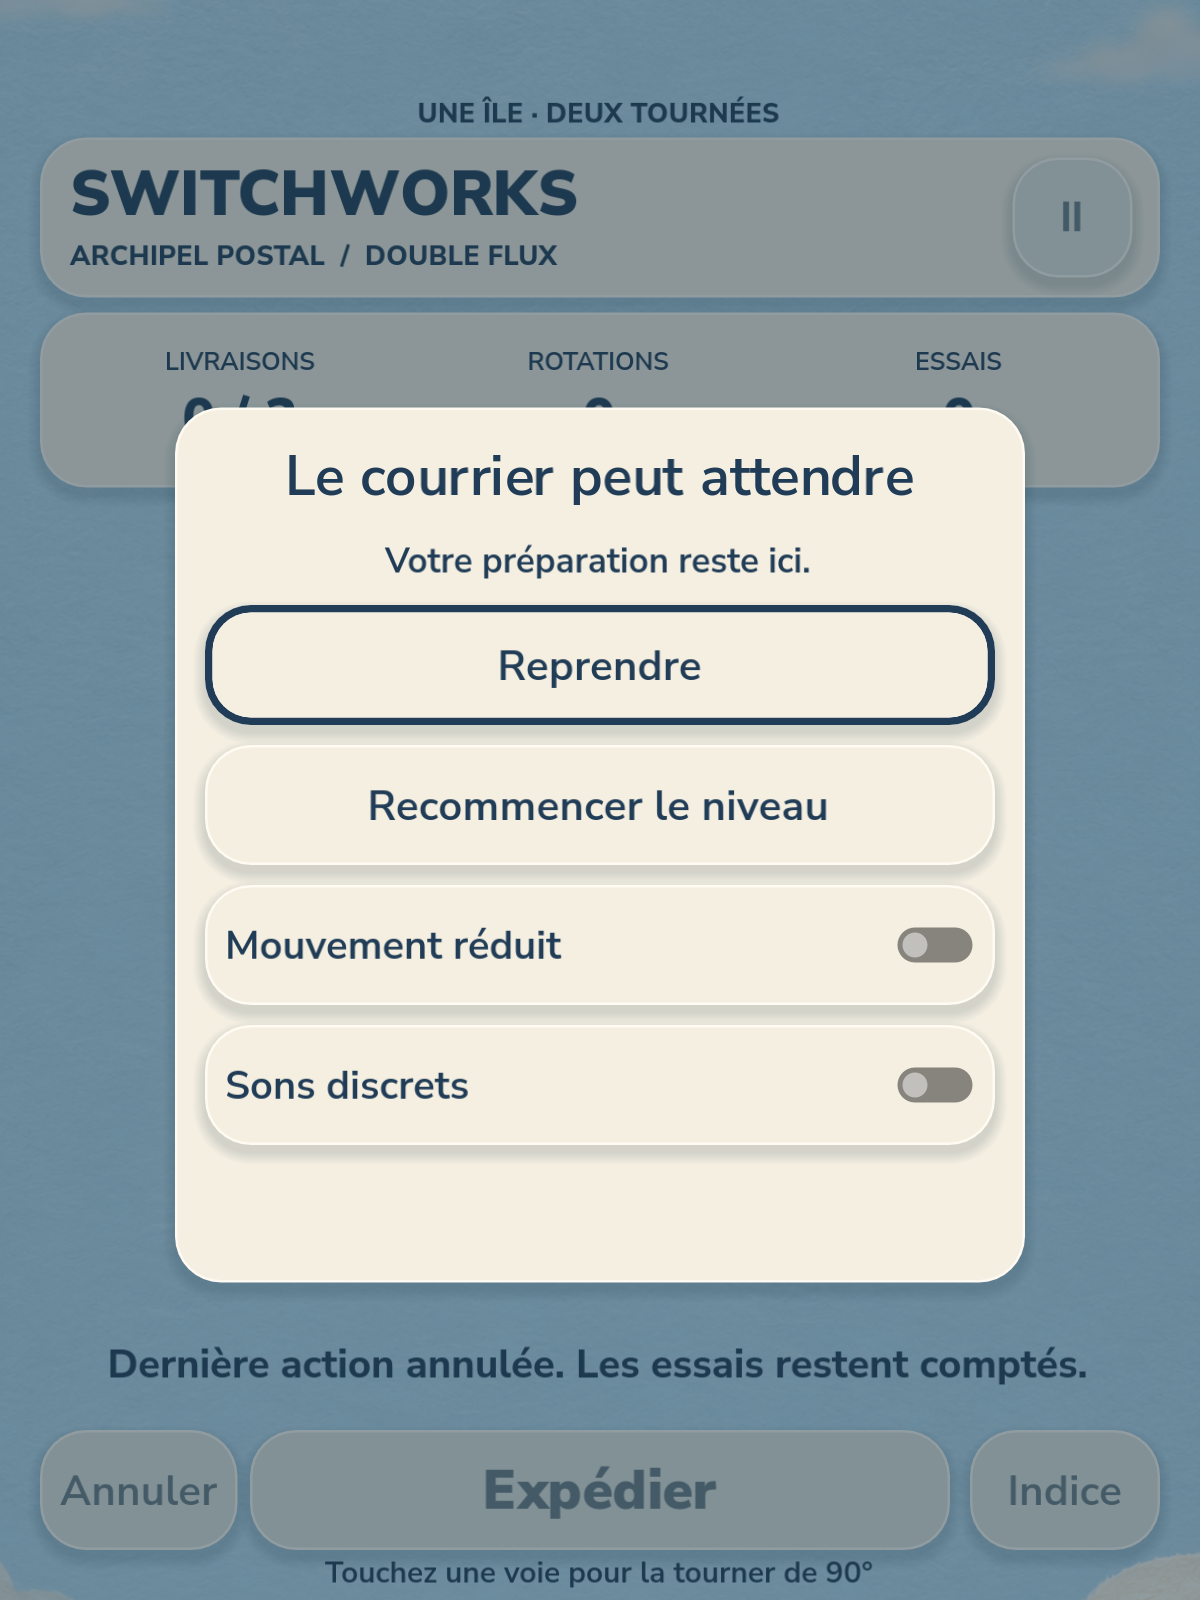 UNE ÎLE · DEUX TOURNÉES
SWITCHWORKS
II
ARCHIPEL POSTAL / DOUBLE FLUX
LIVRAISONS ROTATIONS ESSAIS
Le courrier peut attendre
Votre préparation reste ici.
Reprendre
Recommencer le niveau
Mouvement réduit
Sons discrets
Dernière action annulée. Les essais restent comptés.
Annuler Expédier Indice
Touchez une voie pour la tourner de 90°